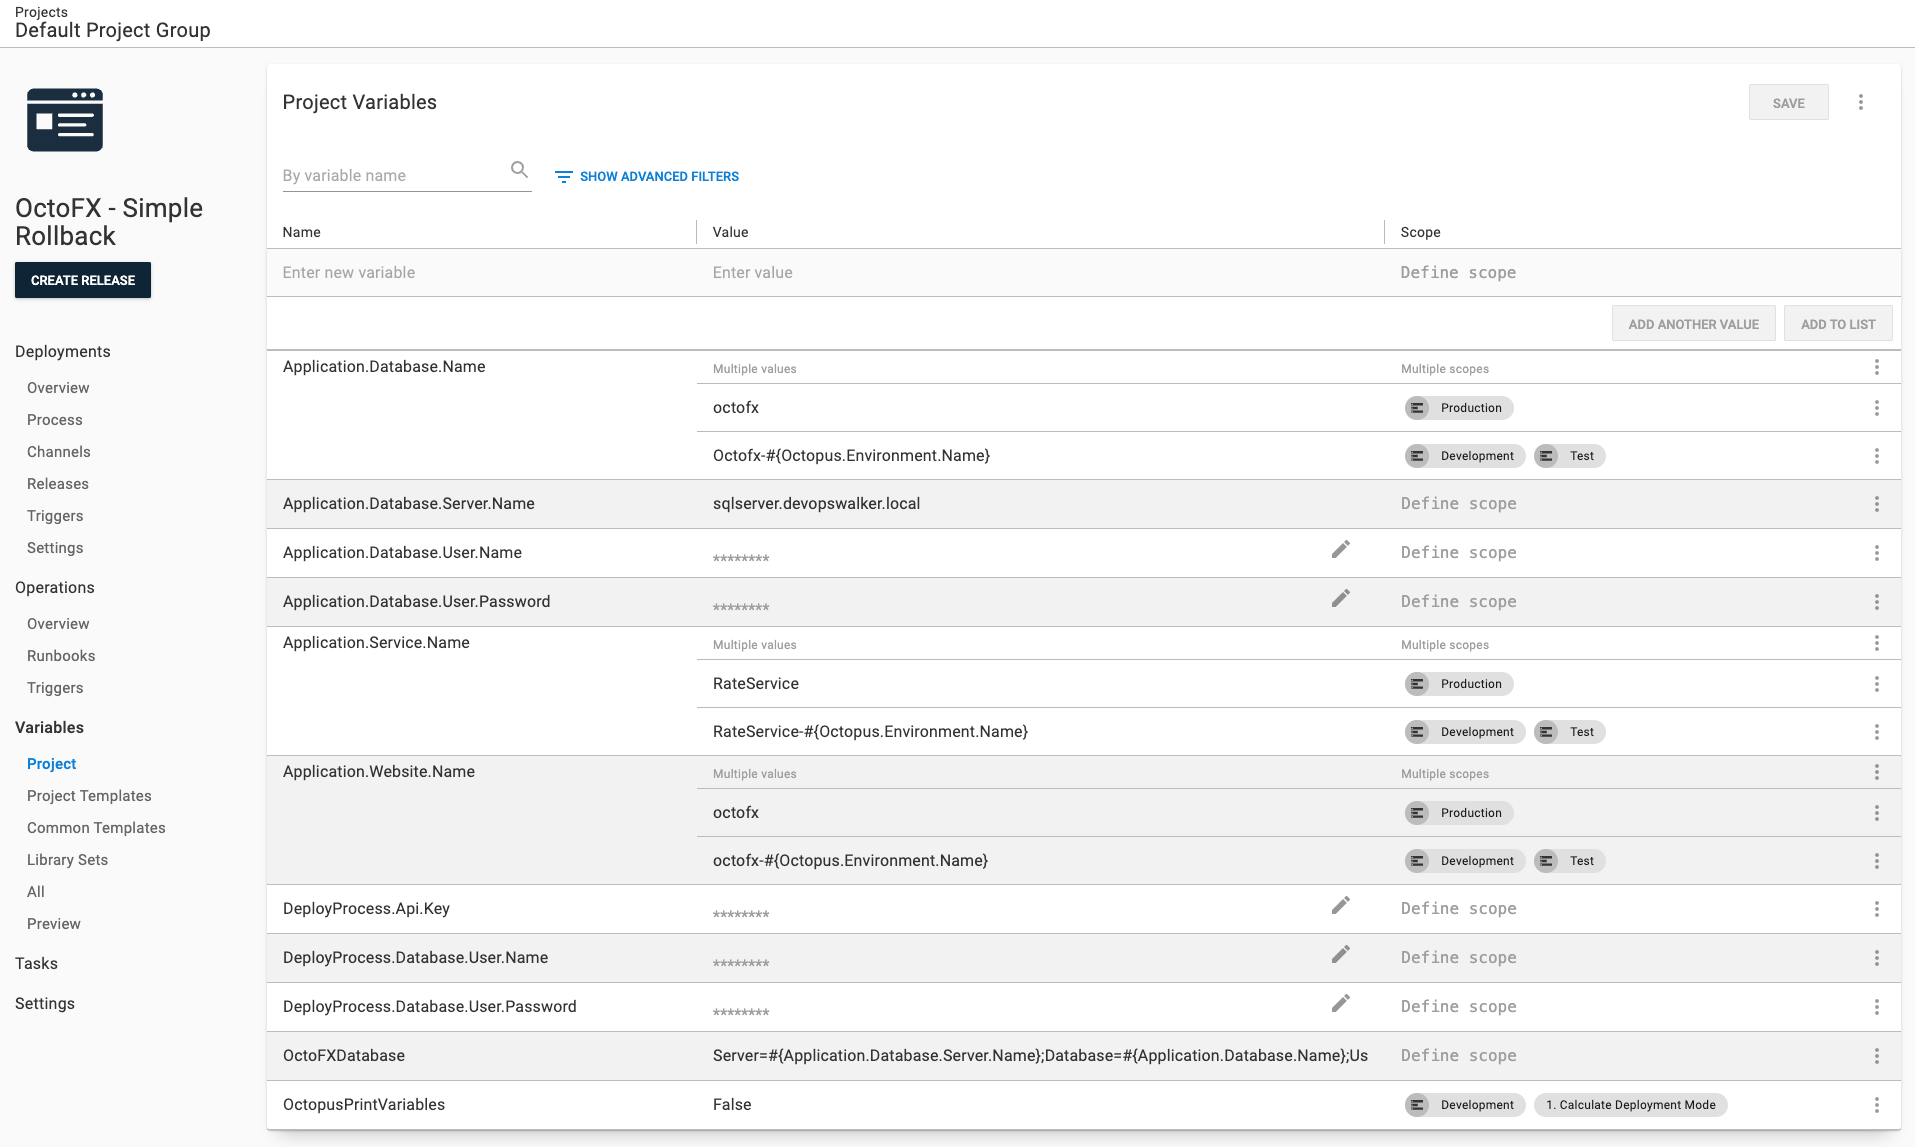 Projects
Default Project Group
OctoFX - Simple
Rollback
CREATE RELEASE
Deployments
Overview
Process
Channels
Releases
Triggers
Settings
Operations
Overview
Runbooks
Triggers
Variables
Project
Project Templates
Common Templates
Library Sets
All
Preview
Tasks
Settings
Project Variables
SAVE
By variable name
SHOW ADVANCED FILTERS
Name Value Scope
Enter new variable Enter value Define scope
ADD ANOTHER VALUE ADD TO LIST
Application.Database.Name Multiple values Multiple scopes
octofx Production
Octofx-#{Octopus.Environment.Name} Development Test
Application.Database.Server.Name sqlserver.devopswalker.local Define scope
Application.Database.User.Name ******** Define scope
Application.Database.User.Password ******** Define scope
Application.Service.Name Multiple values Multiple scopes
RateService Production
RateService-#{Octopus.Environment.Name} Development Test
Application.Website.Name Multiple values Multiple scopes
octofx Production
octofx-#{Octopus.Environment.Name} Development Test
DeployProcess.Api.Key ******** Define scope
DeployProcess.Database.User.Name ******** Define scope
DeployProcess.Database.User.Password ******** Define scope
OctoFXDatabase Server=#{Application.Database.Server.Name};Database=#{Application.Database.Name};Us Define scope
OctopusPrintVariables False Development 1. Calculate Deployment Mode